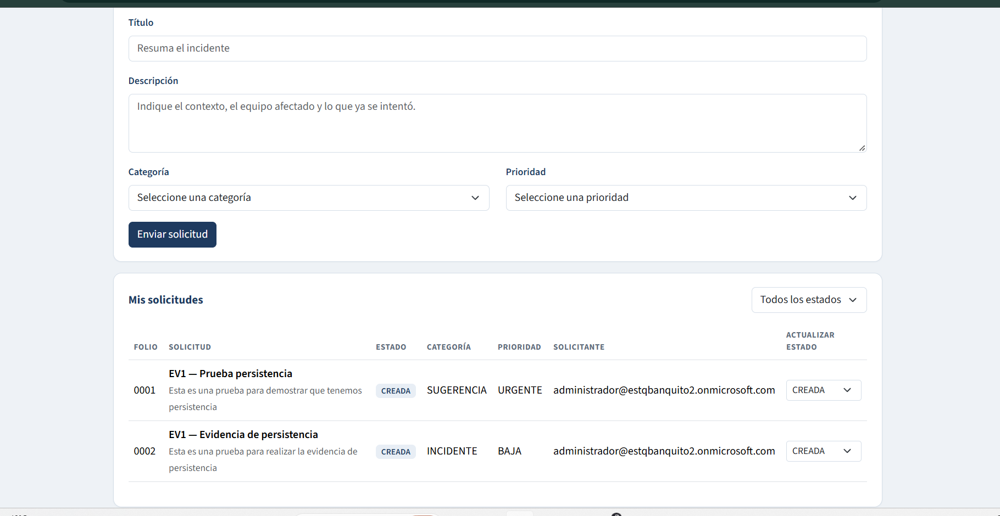 Título
Resuma el incidente
Descripción
Indique el contexto, el equipo afectado y lo que ya se intentó.
Categoría
Prioridad
Seleccione una categoría
Seleccione una prioridad
Enviar solicitud
Mis solicitudes
Todos los estados
FOLIO SOLICITUD ESTADO CATEGORÍA PRIORIDAD SOLICITANTE ACTUALIZAR ESTADO
EV1 — Prueba persistencia
0001 Esta es una prueba para demostrar que tenemos CREADA SUGERENCIA URGENTE administrador@estqbanquito2.onmicrosoft.com CREADA
persistencia
EV1 — Evidencia de persistencia
0002 Esta es una prueba para realizar la evidencia de CREADA INCIDENTE BAJA administrador@estqbanquito2.onmicrosoft.com CREADA
persistencia